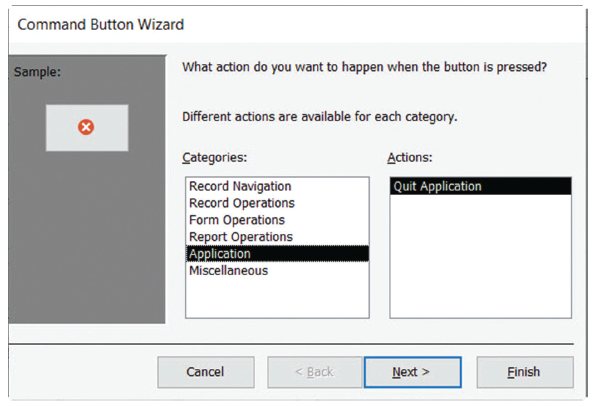 Command Button Wizard
Sample:
What action do you want to happen when the button is pressed?
Different actions are available for each category.
Categories:
Actions:
Record Navigation
Record Operations
Form Operations
Report Operations
Application
Miscellaneous
Quit Application
Cancel
< Back
Next >
Finish